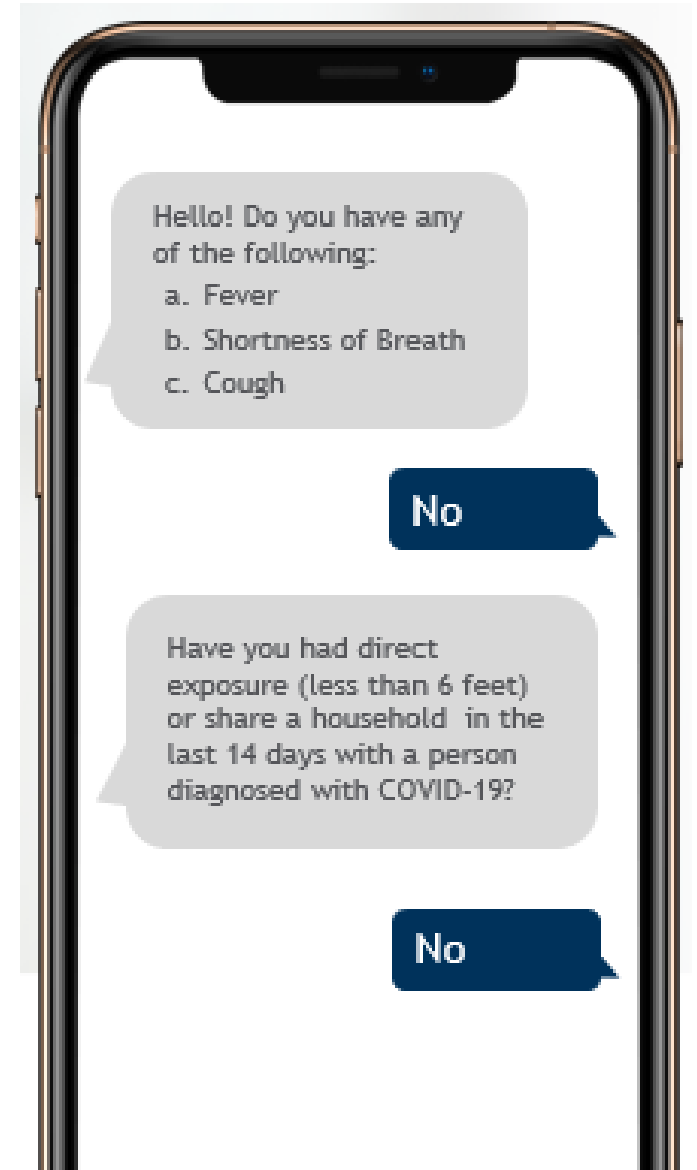 Hello! Do you have any
of the following:
a. Fever
b. Shortness of Breath
c. Cough
No
Have you had direct
exposure (less than 6 feet)
or share a household in the
last 14 days with a person
diagnosed with COVID-19?
No